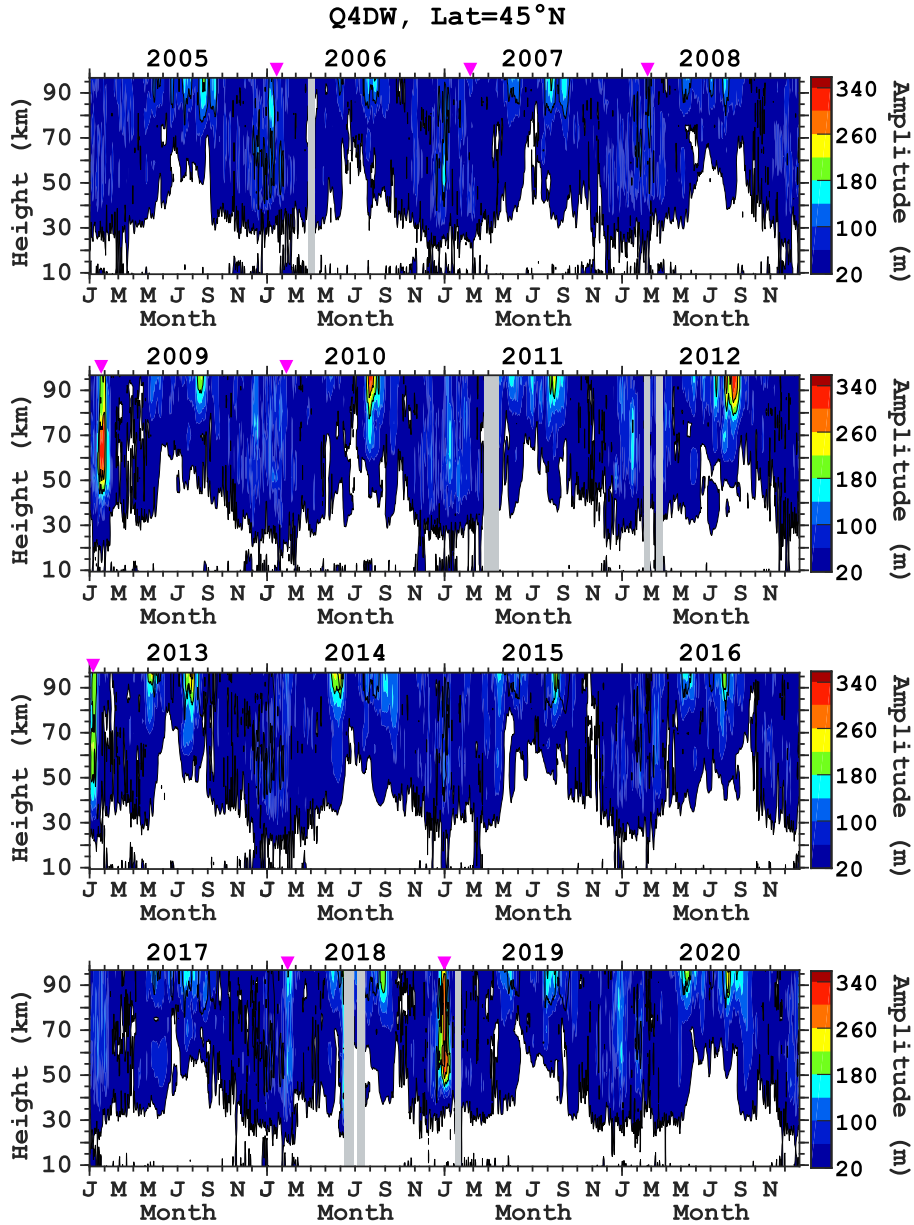 Q4DW, Lat=45°N
2005 2006 2007 2008
90
70
50
30
10
Height (km)
J M M J S N J M M J S N J M M J S N J M M J S N
Month Month Month Month
340
260
180
100
20
Amplitude (m)
2009 2010 2011 2012
90
70
50
30
10
Height (km)
J M M J S N J M M J S N J M M J S N J M M J S N
Month Month Month Month
340
260
180
100
20
Amplitude (m)
2013 2014 2015 2016
90
70
50
30
10
Height (km)
J M M J S N J M M J S N J M M J S N J M M J S N
Month Month Month Month
340
260
180
100
20
Amplitude (m)
2017 2018 2019 2020
90
70
50
30
10
Height (km)
J M M J S N J M M J S N J M M J S N J M M J S N
Month Month Month Month
340
260
180
100
20
Amplitude (m)